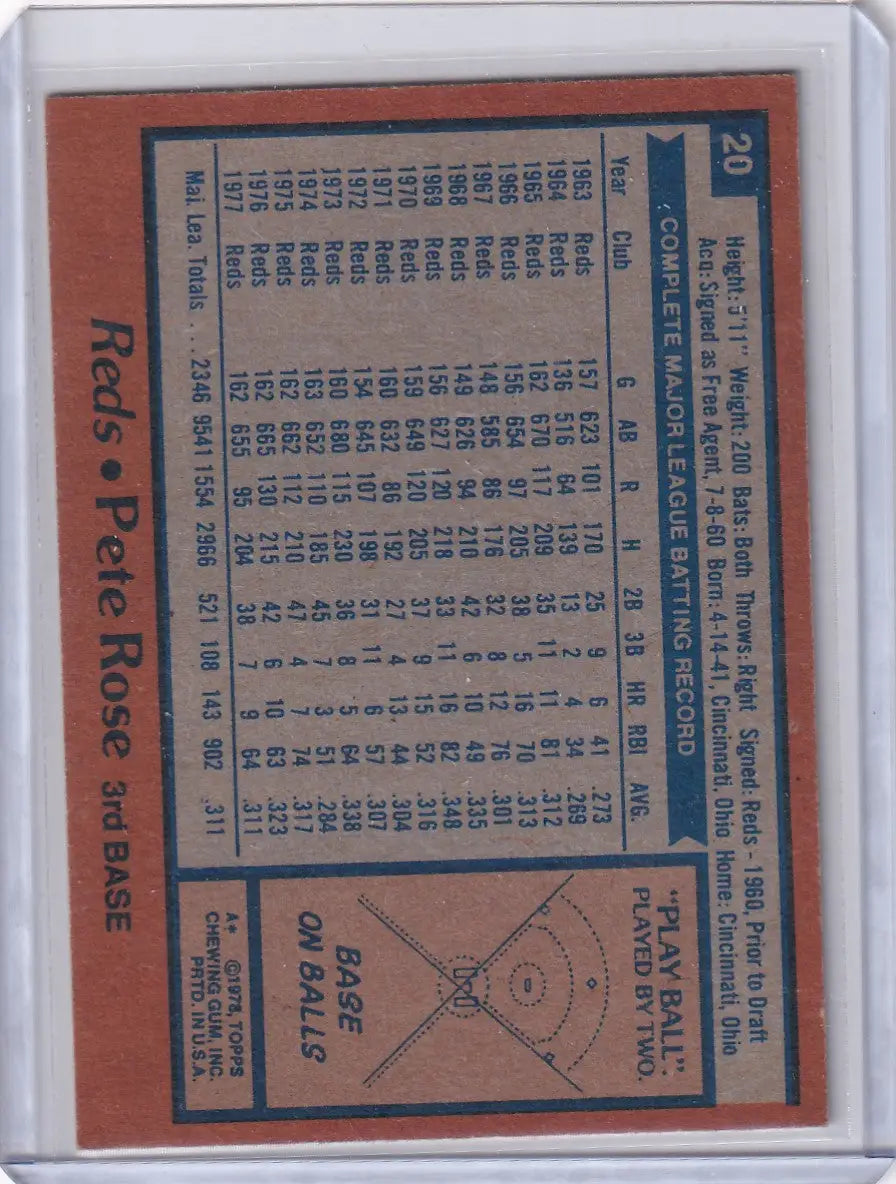 20
Height: 5'11" Weight: 200 Bats: Both Throws: Right Signed: Reds - 1960, Prior to Draft
Acq: Signed as Free Agent, 7-8-60 Born: 4-14-41, Cincinnati, Ohio Home: Cincinnati, Ohio
COMPLETE MAJOR LEAGUE BATTING RECORD
Year Club G AB R H 2B 3B HR RBI AVG.
1963 Reds 157 623 101 170 25 9 6 41 .273
1964 Reds 136 516 64 139 13 2 4 34 .269
1965 Reds 162 670 117 209 35 11 11 81 .312
1966 Reds 156 654 97 205 38 5 16 70 .313
1967 Reds 148 585 86 176 32 8 12 76 .301
1968 Reds 149 626 94 210 42 6 10 49 .335
1969 Reds 156 627 120 218 33 11 16 82 .348
1970 Reds 159 649 120 205 37 9 15 52 .316
1971 Reds 160 632 86 192 27 4 13 44 .304
1972 Reds 154 645 107 198 31 11 6 57 .307
1973 Reds 160 680 115 230 36 8 5 64 .338
1974 Reds 163 652 110 185 45 7 3 51 .284
1975 Reds 162 662 112 210 47 4 7 74 .317
1976 Reds 162 665 130 215 42 6 10 63 .323
1977 Reds 162 655 95 204 38 7 9 64 .311
Maj. Lea. Totals . . . 2346 9541 1554 2966 521 108 143 902 .311
"PLAY BALL":
PLAYED BY TWO.
BASE
ON BALLS
A* ©1978, TOPPS
CHEWING GUM, INC.
PRTD. IN U.S.A.
Reds • Pete Rose 3rd BASE